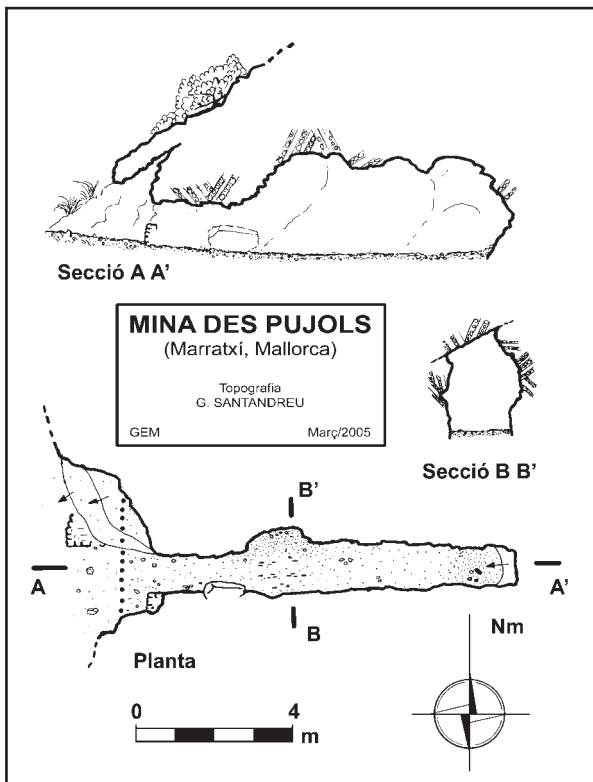 Secció A A'
MINA DES PUJOLS
(Marratxí, Mallorca)
Topografia
G. SANTANDREU
GEM Març/2005
Secció B B'
B'
A A'
B
Planta
Nm
0 4
m